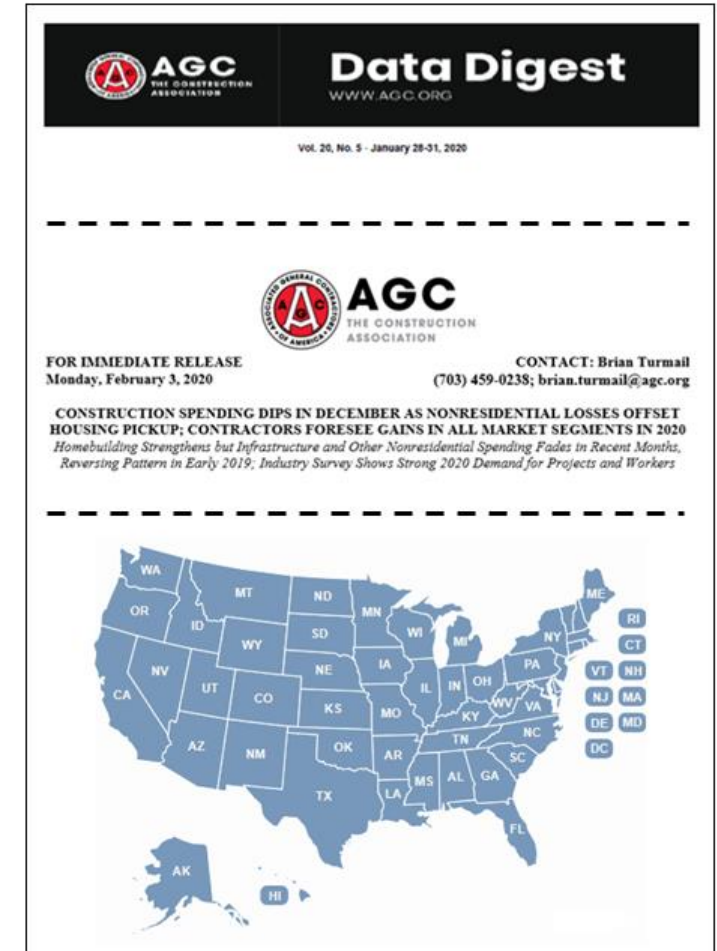 AGC
THE CONSTRUCTION
ASSOCIATION
Data Digest
WWW.AGC.ORG
Vol. 20, No. 5 - January 28-31, 2020
ASSOCIATED GENERAL CONTRACTORS
OF AMERICA
AGC
AGC
THE CONSTRUCTION
ASSOCIATION
FOR IMMEDIATE RELEASE
Monday, February 3, 2020
CONTACT: Brian Turmail
(703) 459-0238; brian.turmail@agc.org
CONSTRUCTION SPENDING DIPS IN DECEMBER AS NONRESIDENTIAL LOSSES OFFSET
HOUSING PICKUP; CONTRACTORS FORESEE GAINS IN ALL MARKET SEGMENTS IN 2020
Homebuilding Strengthens but Infrastructure and Other Nonresidential Spending Fades in Recent Months,
Reversing Pattern in Early 2019; Industry Survey Shows Strong 2020 Demand for Projects and Workers
WA
MT
ND
MN
ME
OR
ID
SD
WI
MI
NY
RI
WY
CT
NV
NE
IA
PA
VT
NH
CA
UT
CO
IL
IN
OH
NJ
MA
KS
MO
KY
WV
VA
DE
MD
AZ
NM
OK
AR
TN
NC
DC
SC
TX
LA
MS
AL
GA
FL
AK
HI